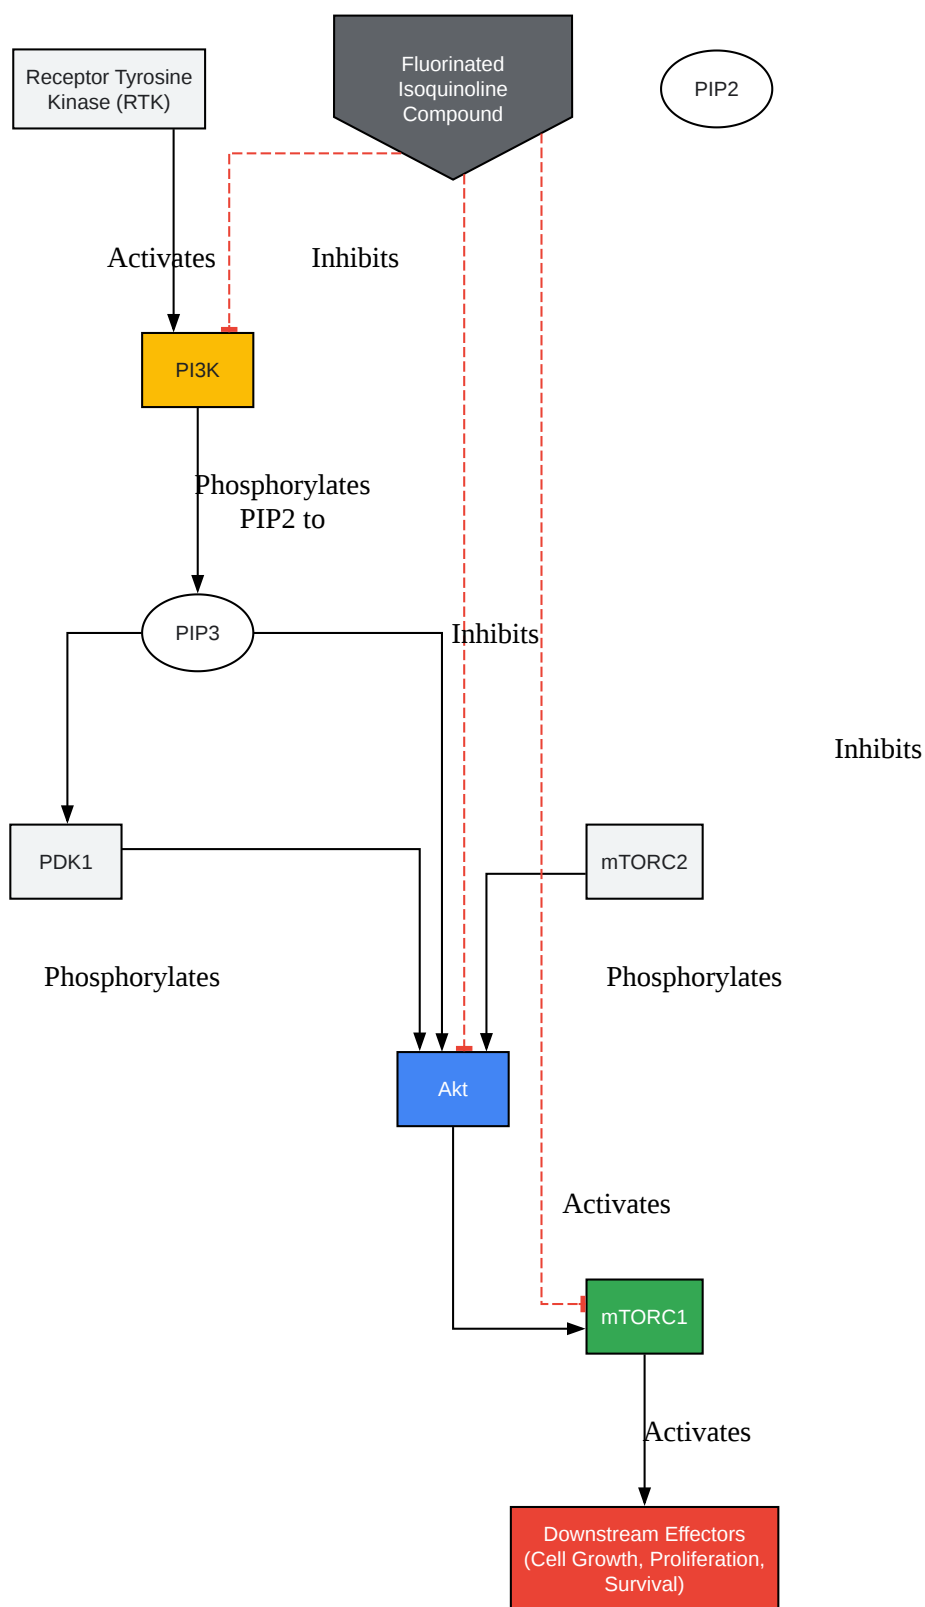 Receptor Tyrosine
Kinase (RTK)
Fluorinated
Isoquinoline
Compound
PIP2
Activates
Inhibits
PI3K
Phosphorylates
PIP2 to
PIP3
Inhibits
Inhibits
PDK1
mTORC2
Phosphorylates
Phosphorylates
Akt
Activates
mTORC1
Activates
Downstream Effectors
(Cell Growth, Proliferation,
Survival)